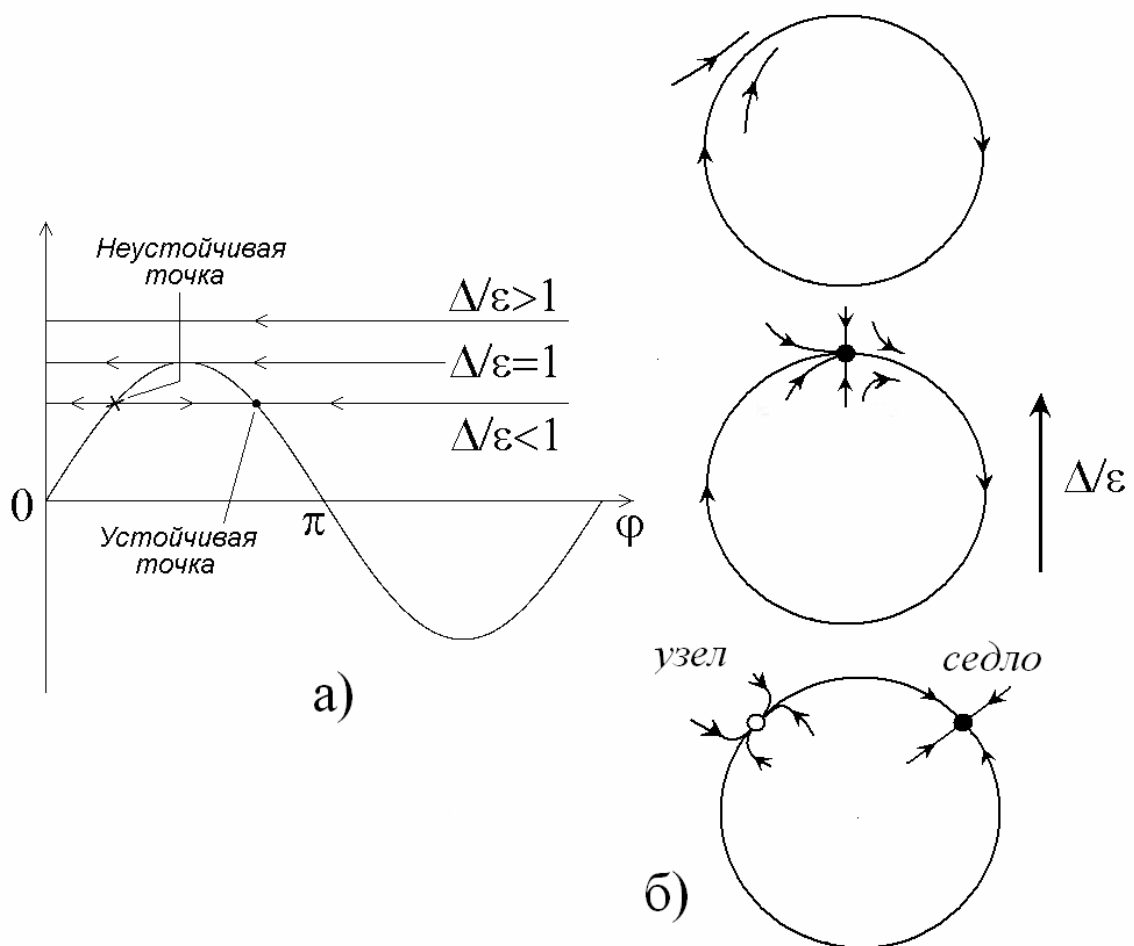 Неустойчивая
точка
Δ/ε>1
Δ/ε=1
Δ/ε<1
0
π
φ
Устойчивая
точка
а)
Δ/ε
узел
седло
б)